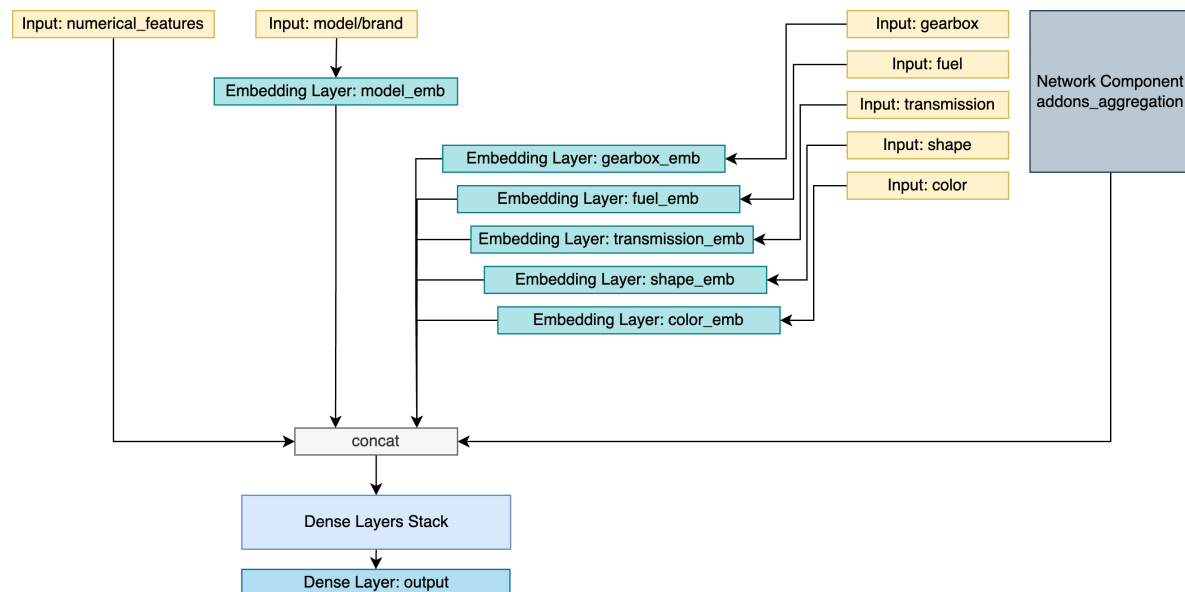 Input: numerical_features
Input: model/brand
Input: gearbox
Input: fuel
Input: transmission
Input: shape
Input: color
Network Component
addons_aggregation
Embedding Layer: model_emb
Embedding Layer: gearbox_emb
Embedding Layer: fuel_emb
Embedding Layer: transmission_emb
Embedding Layer: shape_emb
Embedding Layer: color_emb
concat
Dense Layers Stack
Dense Layer: output